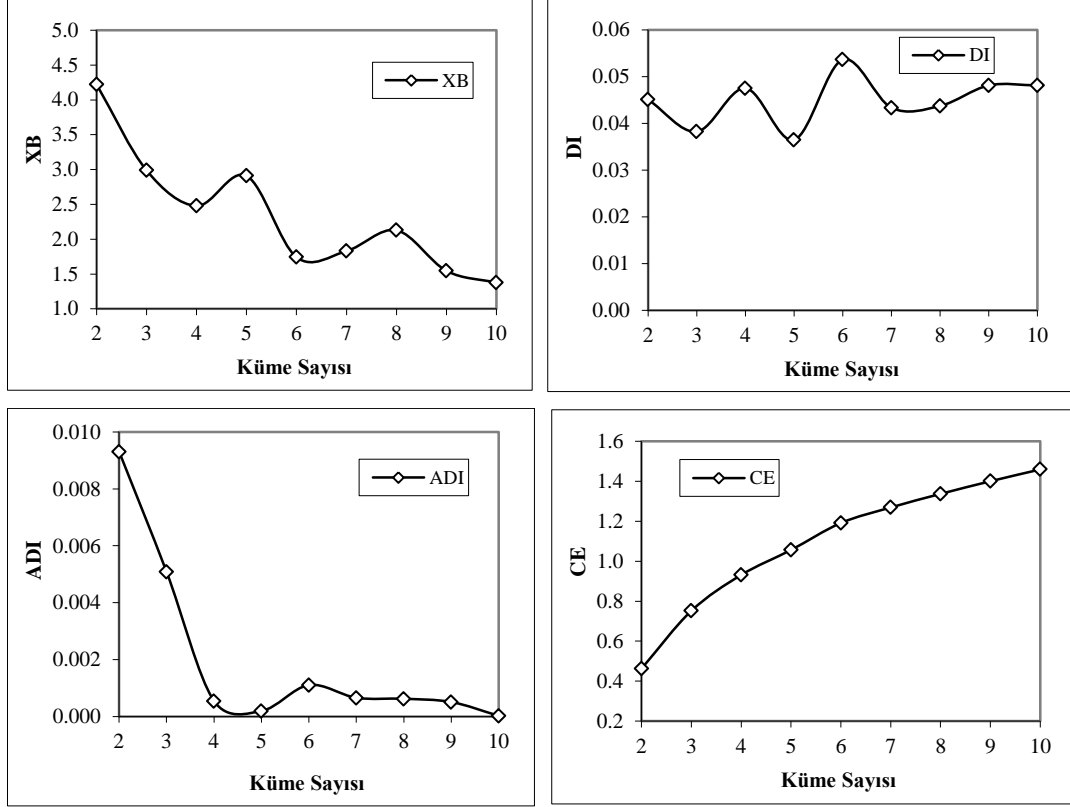 5.0
4.5
4.0
3.5
3.0
2.5
2.0
1.5
1.0
XB
XB
2 3 4 5 6 7 8 9 10
Küme Sayısı
0.06
0.05
0.04
0.03
0.02
0.01
0.00
DI
DI
2 3 4 5 6 7 8 9 10
Küme Sayısı
0.010
0.008
0.006
0.004
0.002
0.000
ADI
ADI
2 3 4 5 6 7 8 9 10
Küme Sayısı
1.6
1.4
1.2
1.0
0.8
0.6
0.4
0.2
CE
CE
2 3 4 5 6 7 8 9 10
Küme Sayısı